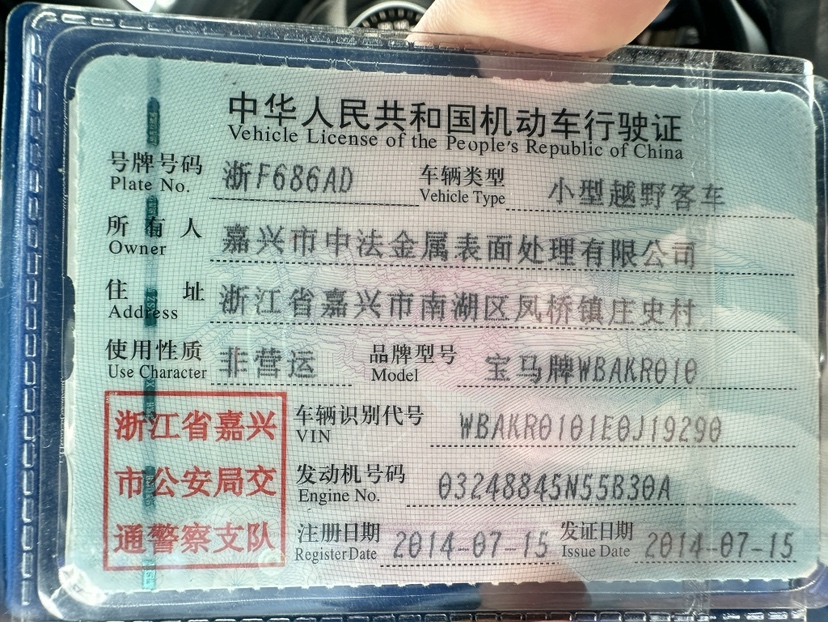 中华人民共和国机动车行驶证
Vehicle License of the People's Republic of China
号牌号码 浙F686AD 车辆类型 小型越野客车
Plate No. Vehicle Type
所有人 嘉兴市中法金属表面处理有限公司
Owner
住址 浙江省嘉兴市南湖区凤桥镇庄史村
Address
使用性质 非营运 品牌型号 宝马牌WBAKR010
Use Character Model
浙江省嘉兴
市公安局交
通警察支队
车辆识别代号 WBAKR0101E0J19290
VIN
发动机号码 03248845N55B30A
Engine No.
注册日期 2014-07-15 发证日期 2014-07-15
Register Date Issue Date